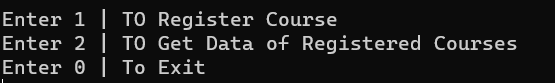 Enter 1 | TO Register Course
Enter 2 | TO Get Data of Registered Courses
Enter 0 | To Exit